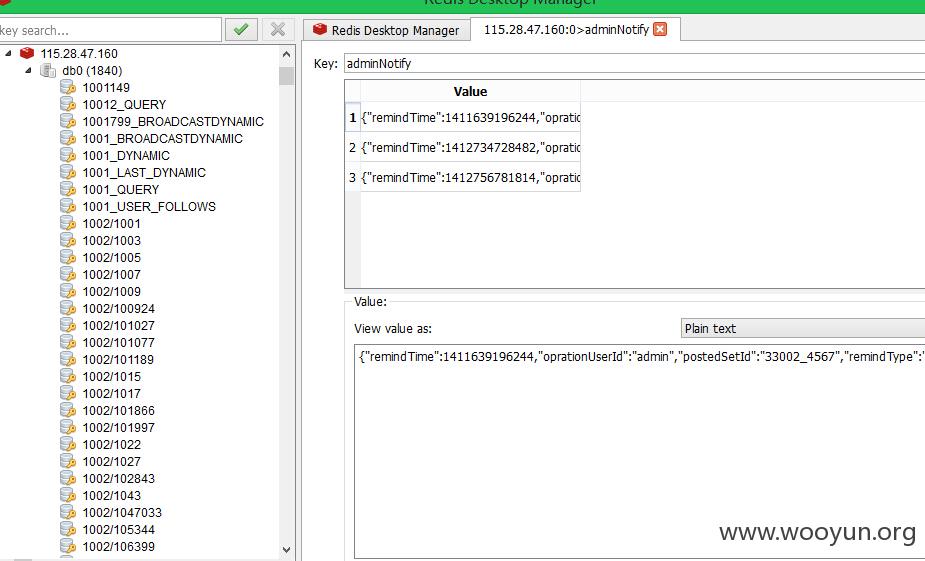 Redis Desktop Manager
key search...
Redis Desktop Manager
115.28.47.160:0>adminNotify
115.28.47.160
db0 (1840)
1001149
10012_QUERY
1001799_BROADCASTDYNAMIC
1001_BROADCASTDYNAMIC
1001_DYNAMIC
1001_LAST_DYNAMIC
1001_QUERY
1001_USER_FOLLOWS
1002/1001
1002/1003
1002/1005
1002/1007
1002/1009
1002/100924
1002/101027
1002/101077
1002/101189
1002/1015
1002/1017
1002/101866
1002/101997
1002/1022
1002/1027
1002/102843
1002/1043
1002/1047033
1002/105344
1002/106399
Key:
adminNotify
Value
1 {"remindTime":1411639196244,"opratio
2 {"remindTime":1412734728482,"opratio
3 {"remindTime":1412756781814,"opratio
Value:
View value as:
Plain text
{"remindTime":1411639196244,"oprationUserId":"admin","postedSetId":"33002_4567","remindType":"
www.wooyun.org